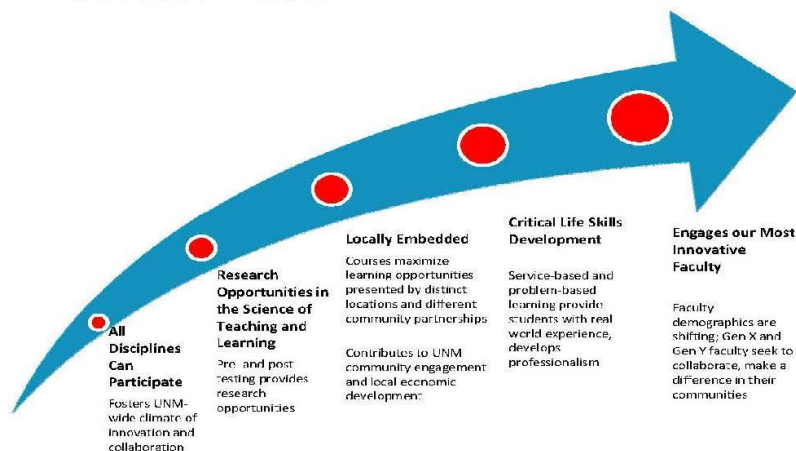 All
Disciplines
Can
Participate
Fosters UNM-
wide climate of
innovation and
collaboration
Research
Opportunities in
the Science of
Teaching and
Learning
Pre- and post
testing provides
research
opportunities
Locally Embedded
Courses maximize
learning opportunities
presented by distinct
locations and different
community partnerships
Contributes to UNM
community engagement
and local economic
development
Critical Life Skills
Development
Service-based and
problem-based
learning provide
students with real
world experience,
develops
professionalism
Engages our Most
Innovative
Faculty
Faculty
demographics are
shifting; Gen X and
Gen Y faculty seek to
collaborate, make a
difference in their
communities